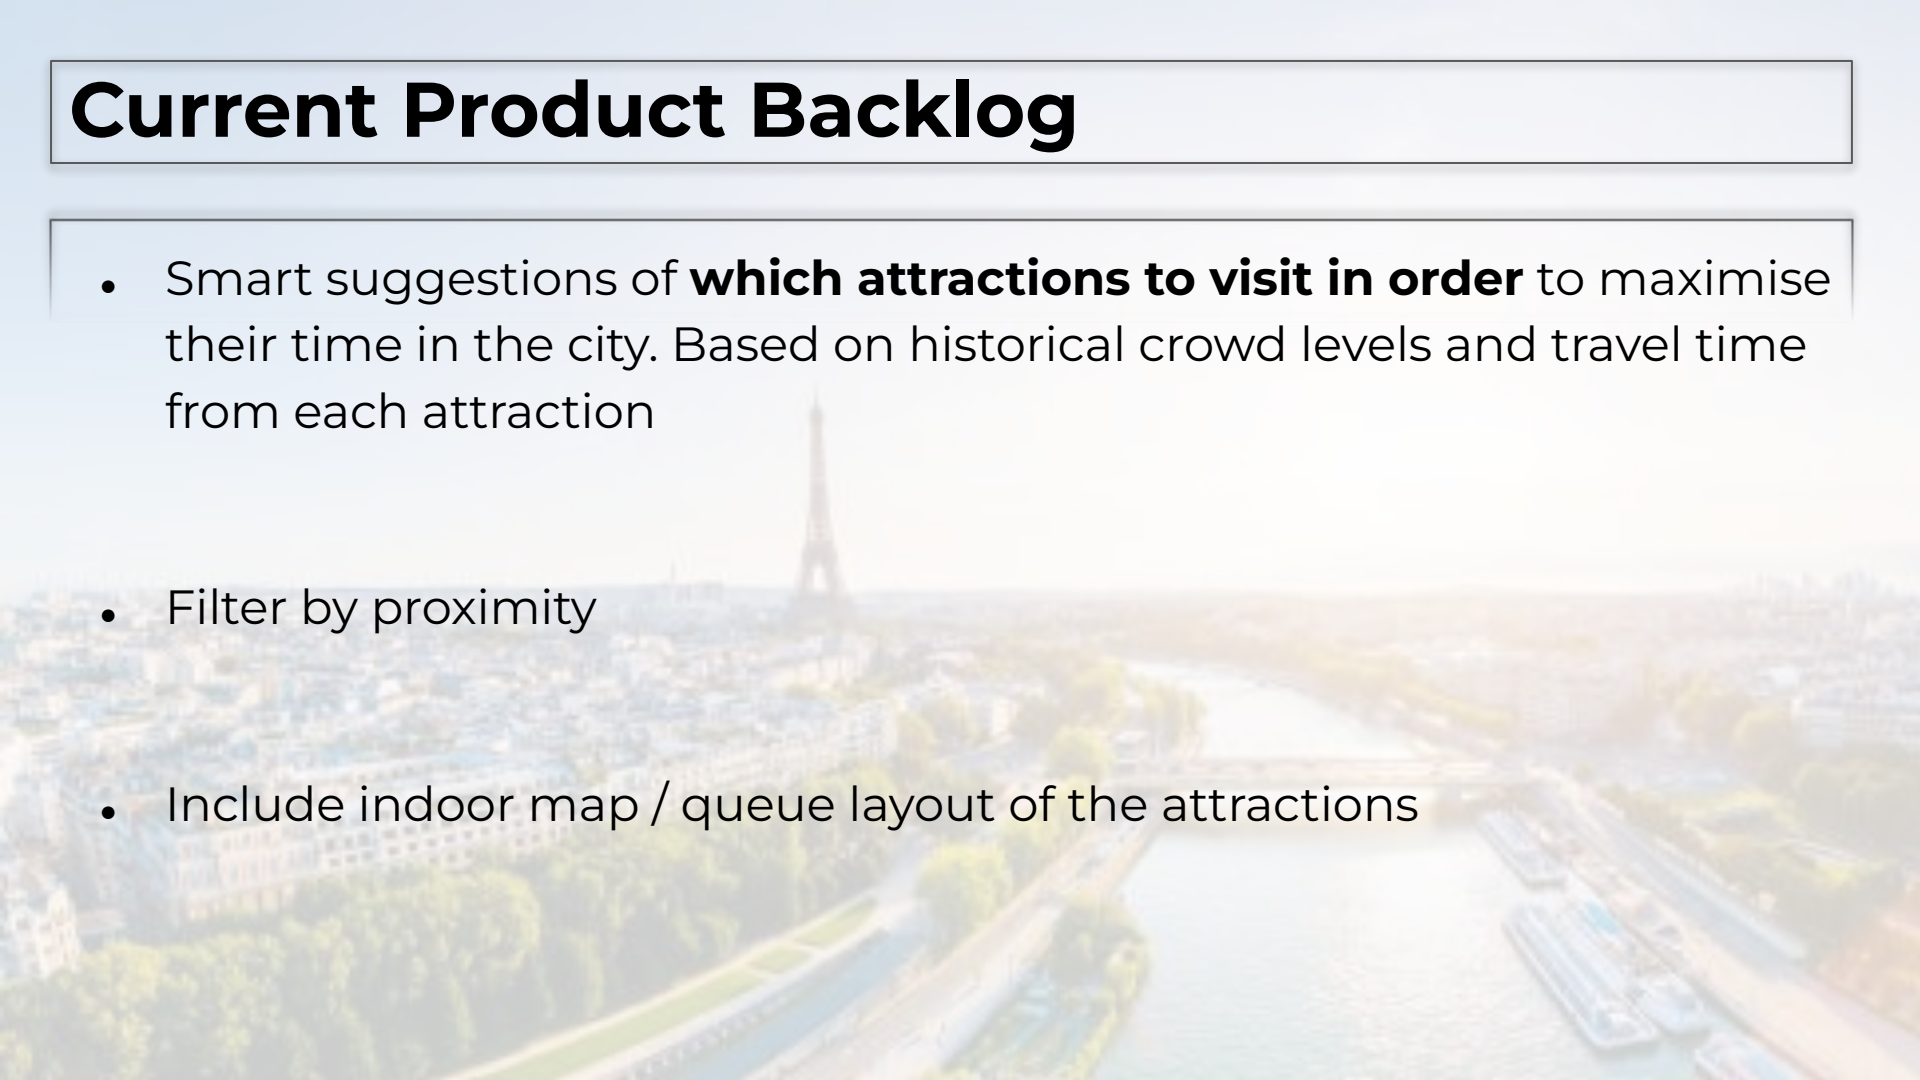 Current Product Backlog
• Smart suggestions of which attractions to visit in order to maximise
their time in the city. Based on historical crowd levels and travel time
from each attraction
• Filter by proximity
• Include indoor map / queue layout of the attractions